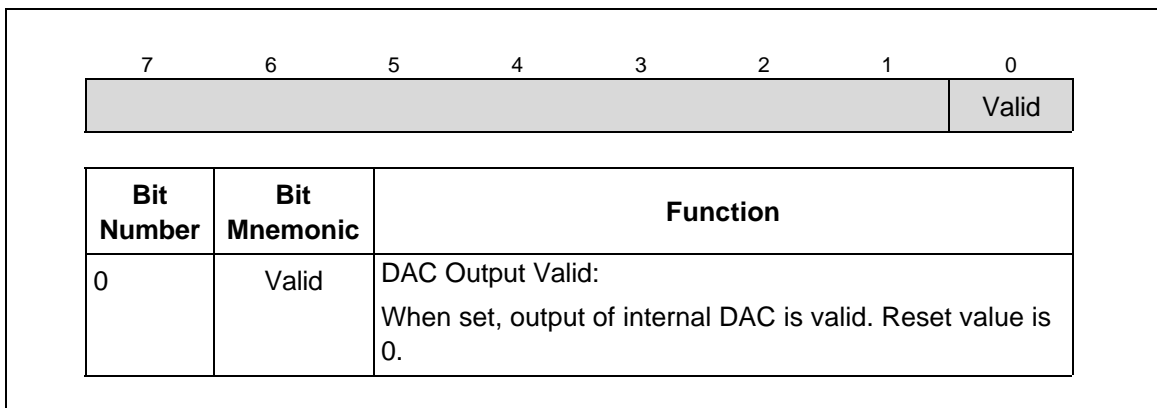 7 6 5 4 3 2 1 0
Valid
Bit Number Bit Mnemonic Function
0 Valid DAC Output Valid:
When set, output of internal DAC is valid. Reset value is
0.